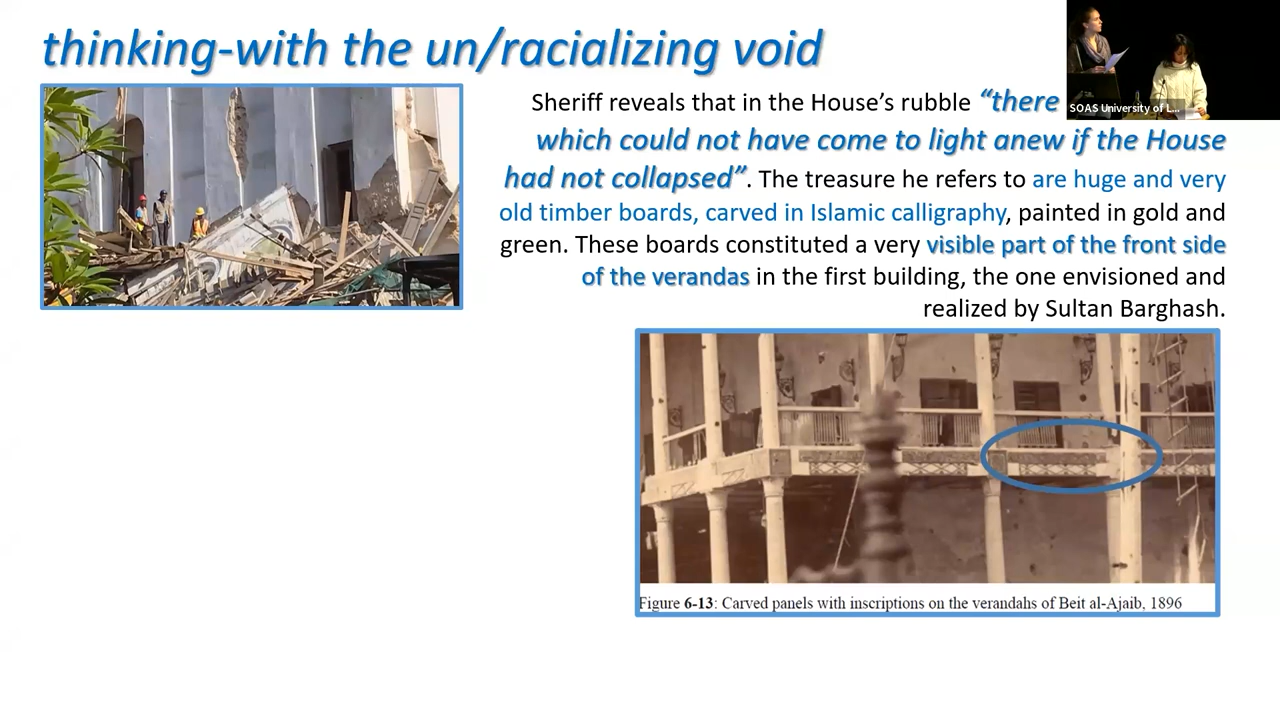 thinking-with the un/racializing void
Sheriff reveals that in the House’s rubble “there
which could not have come to light anew if the House
had not collapsed”. The treasure he refers to are huge and very
old timber boards, carved in Islamic calligraphy, painted in gold and
green. These boards constituted a very visible part of the front side
of the verandas in the first building, the one envisioned and
realized by Sultan Barghash.
SOAS University of L...
Figure 6-13: Carved panels with inscriptions on the verandahs of Beit al-Ajaib, 1896